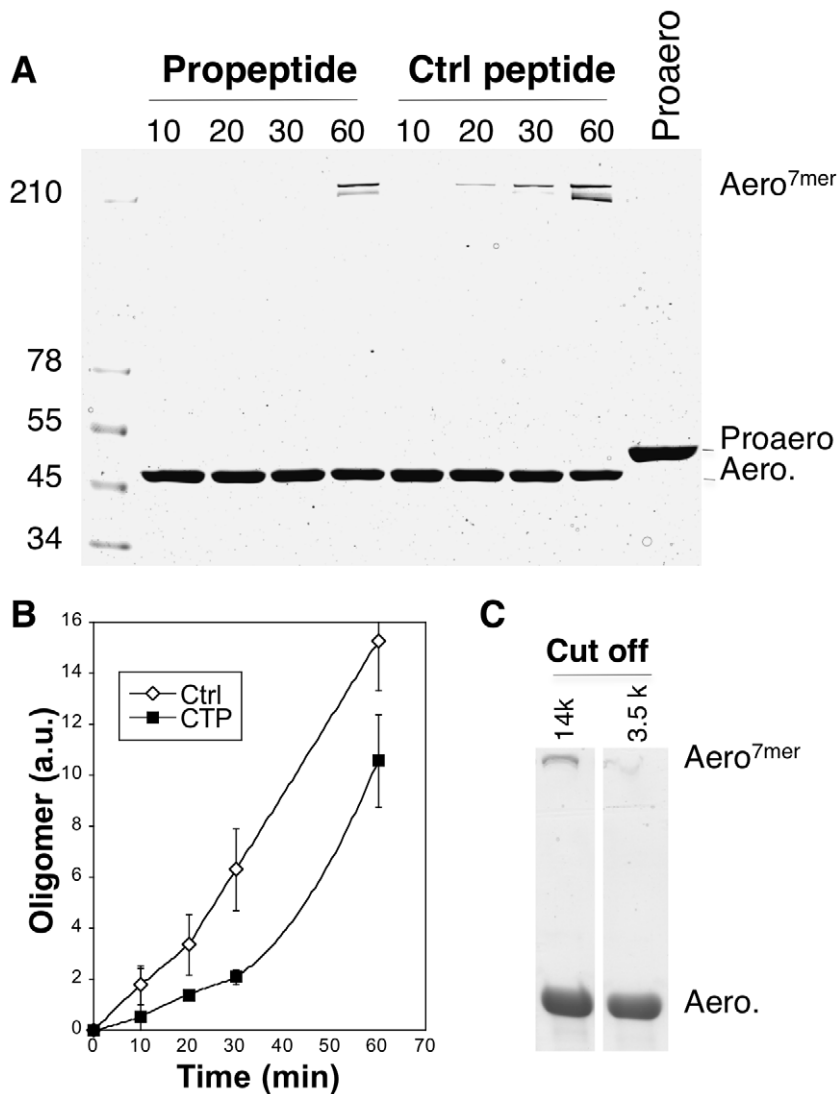 A
Propeptide Ctrl peptide Proaero
10 20 30 60 10 20 30 60
210 Aero7mer
78
55
Proaero
45 Aero.
34
B
16
14
12
10
8
6
4
2
0
Oligomer (a.u.)
Ctrl
CTP
0 10 20 30 40 50 60 70
Time (min)
C
Cut off
14k 3.5 k
Aero7mer
Aero.